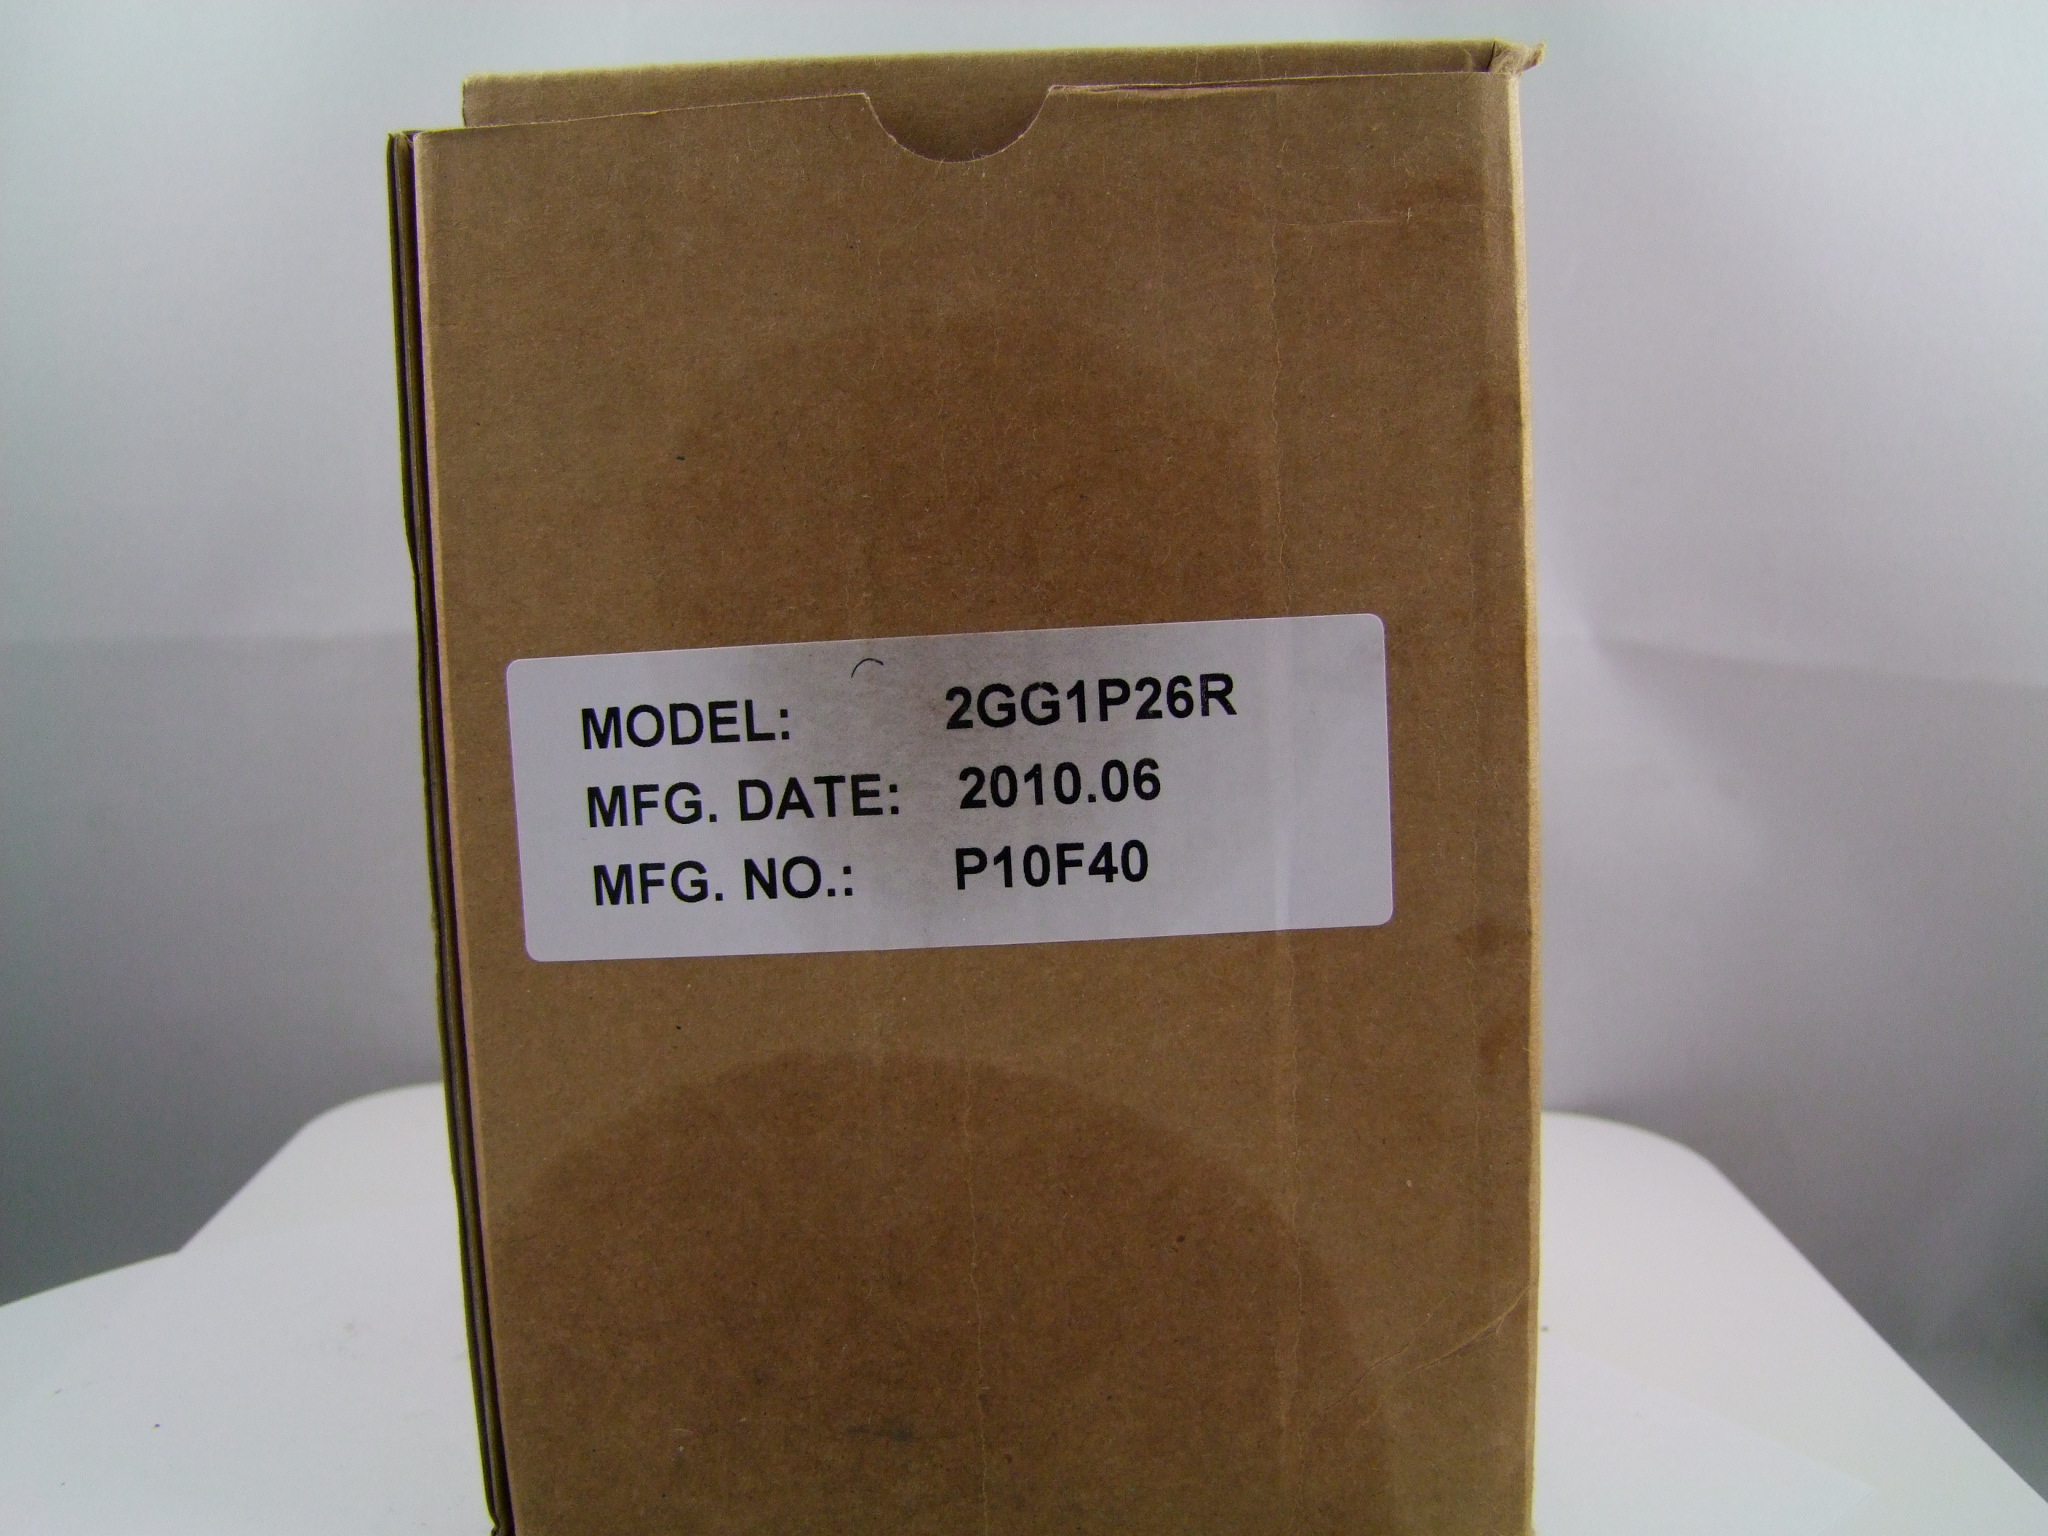 MODEL: 2GG1P26R
MFG. DATE: 2010.06
MFG. NO.: P10F40